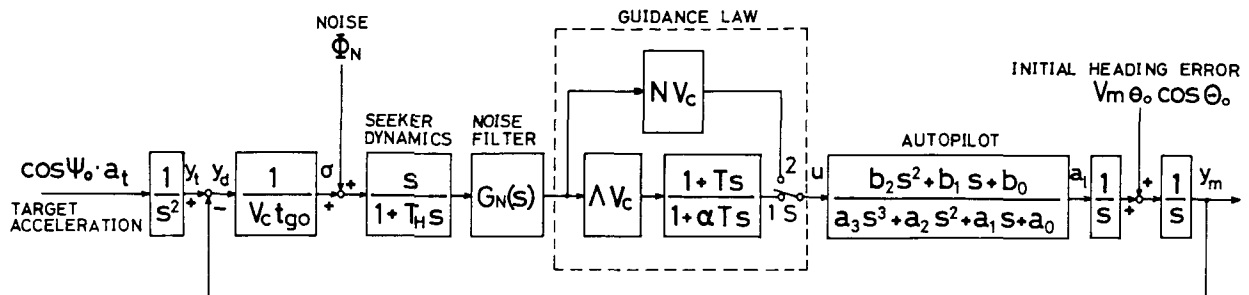 GUIDANCE LAW
NOISE
Φ_N
INITIAL HEADING ERROR
V_m θ_o cos Θ_o
N V_c
SEEKER DYNAMICS
NOISE FILTER
AUTOPILOT
cos Ψ_o · a_t
TARGET ACCELERATION
1 / s²
y_t
+
y_d
-
1 / V_c t_go
σ
+
+
s / 1 + T_H s
G_N(s)
Λ V_c
1 + Ts / 1 + αTs
2
1 S
u
b_2 s² + b_1 s + b_0 / a_3 s³ + a_2 s² + a_1 s + a_0
a_l
1 / s
+
+
1 / s
y_m